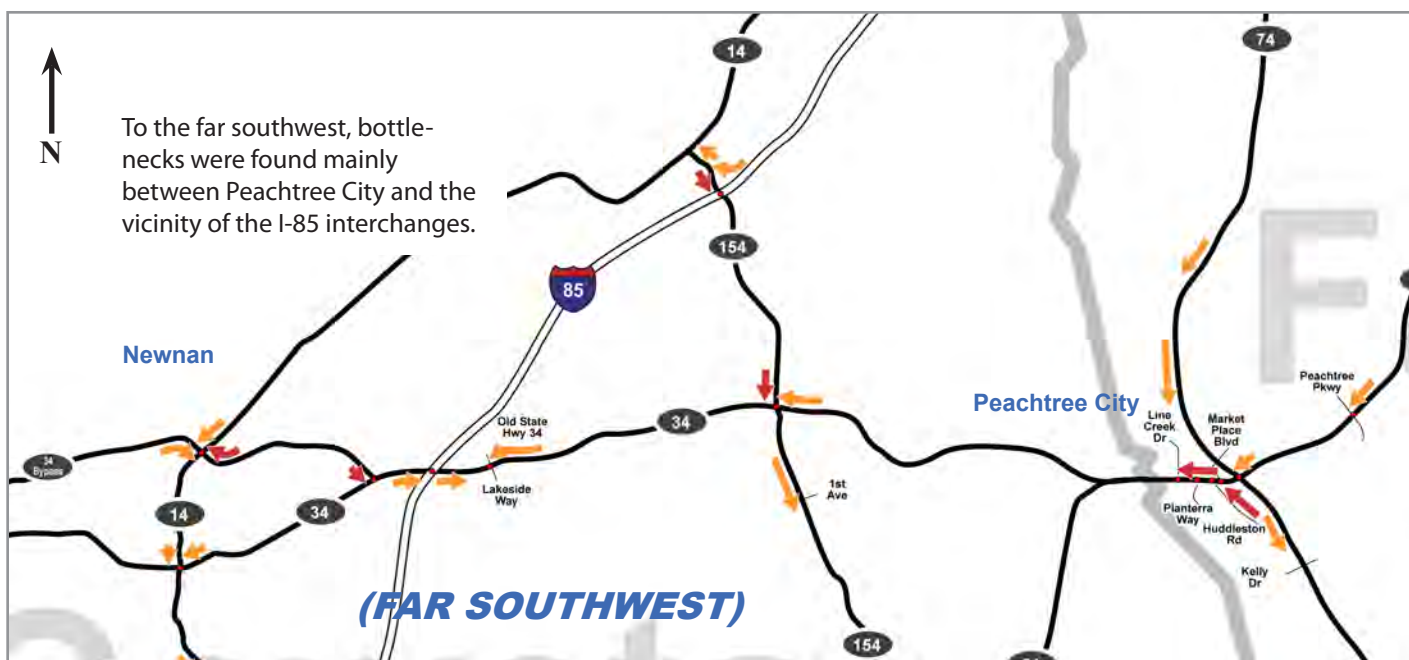 14
74
To the far southwest, bottle-
necks were found mainly
between Peachtree City and the
vicinity of the I-85 interchanges.
N
154
85
F
Newnan
Peachtree
Pkwy
Peachtree City
Line
Creek
Dr
Market
Place
Blvd
Old State
Hwy 34
34
34
Bypass
Lakeside
Way
1st
Ave
14
34
Planterra
Way
Huddleston
Rd
Kelly
Dr
(FAR SOUTHWEST)
154